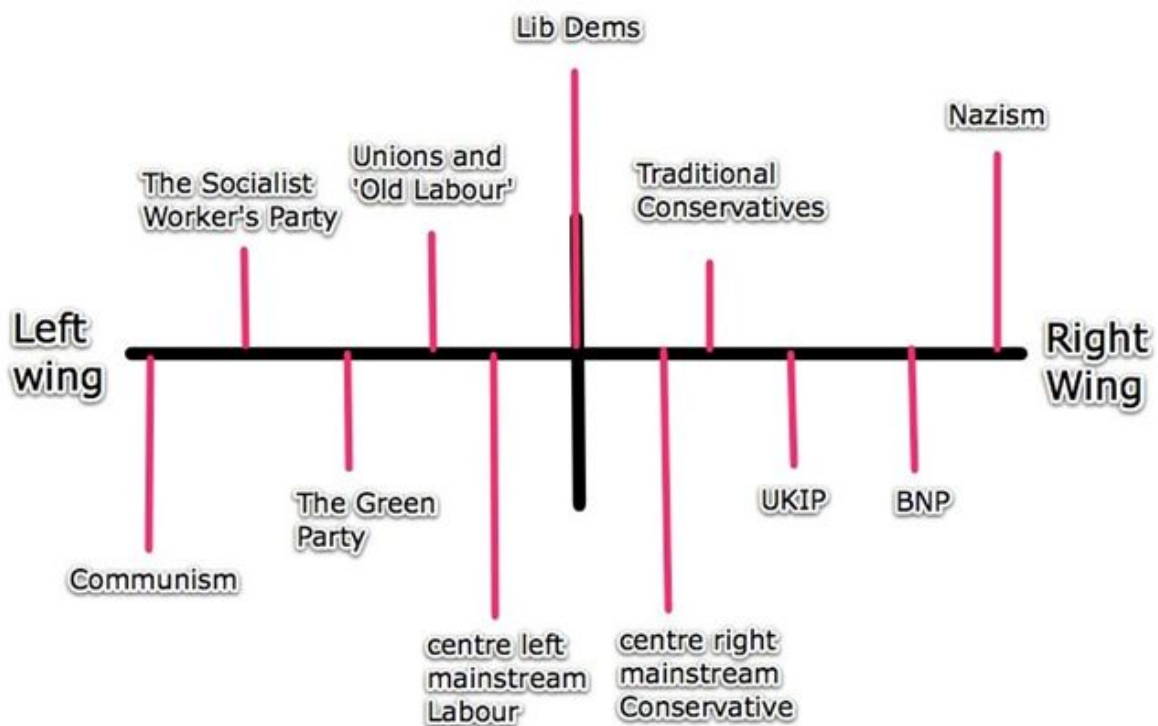 Lib Dems
Nazism
Unions and
'Old Labour'
The Socialist
Worker's Party
Traditional
Conservatives
Left
wing
Right
Wing
The Green
Party
UKIP
BNP
Communism
centre left
mainstream
Labour
centre right
mainstream
Conservative